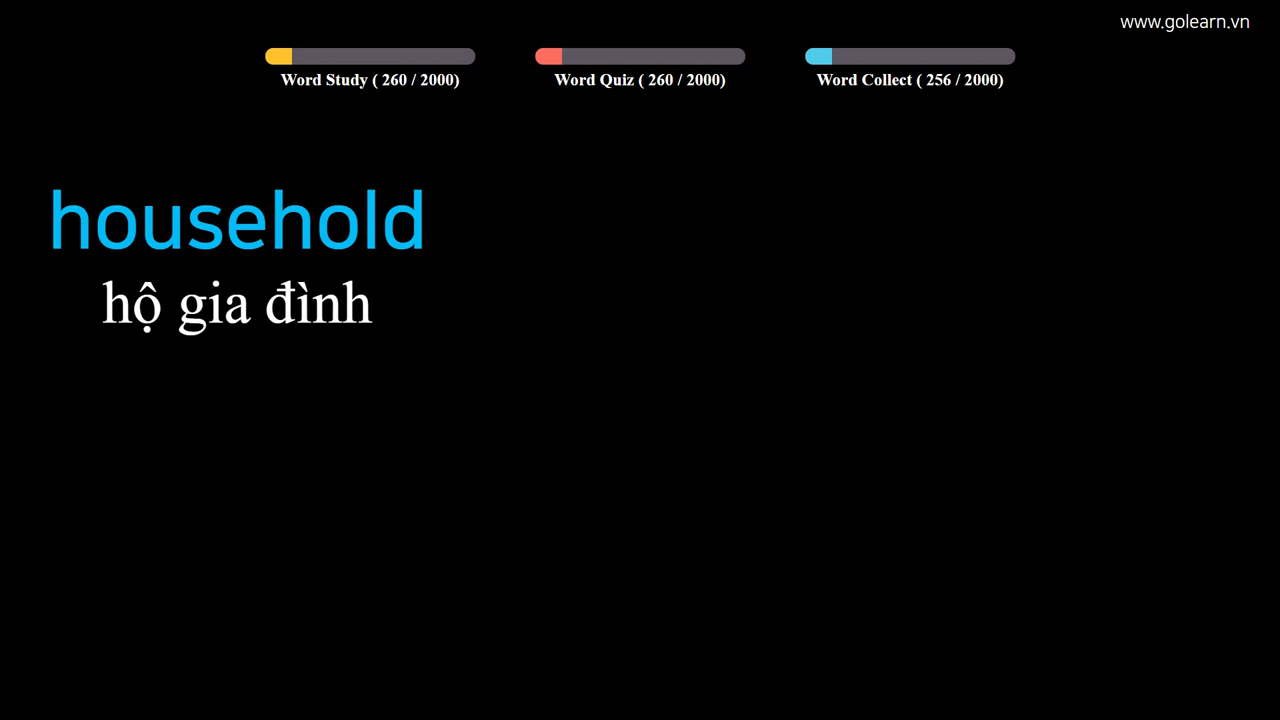 www.golearn.vn
Word Study ( 260 / 2000)
Word Quiz ( 260 / 2000)
Word Collect ( 256 / 2000)
household
hộ gia đình